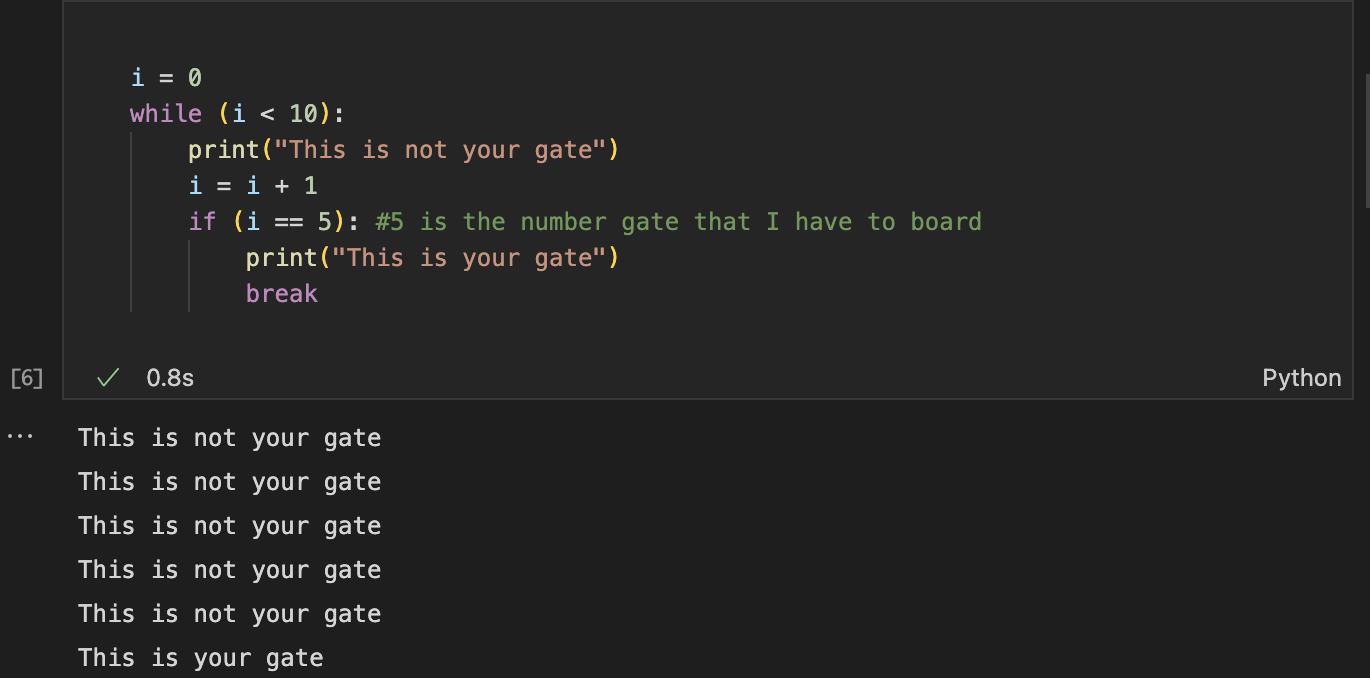 i = 0
while (i < 10):
    print("This is not your gate")
    i = i + 1
    if (i == 5): #5 is the number gate that I have to board
        print("This is your gate")
        break
[6] ✓ 0.8s Python
... This is not your gate
This is not your gate
This is not your gate
This is not your gate
This is not your gate
This is your gate